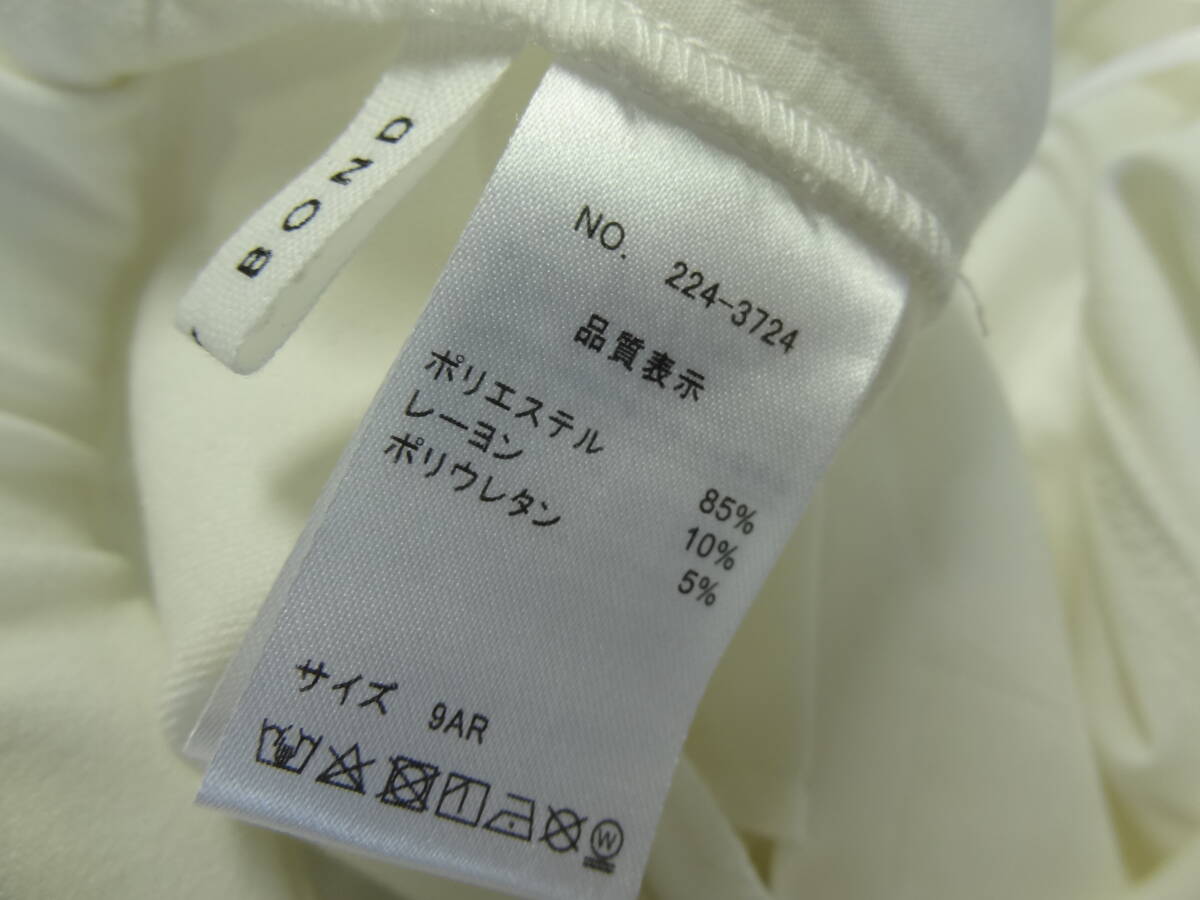 BOND
NO. 224-3724
品質表示
ポリエステル 85%
レーヨン 10%
ポリウレタン 5%
サイズ 9AR
W